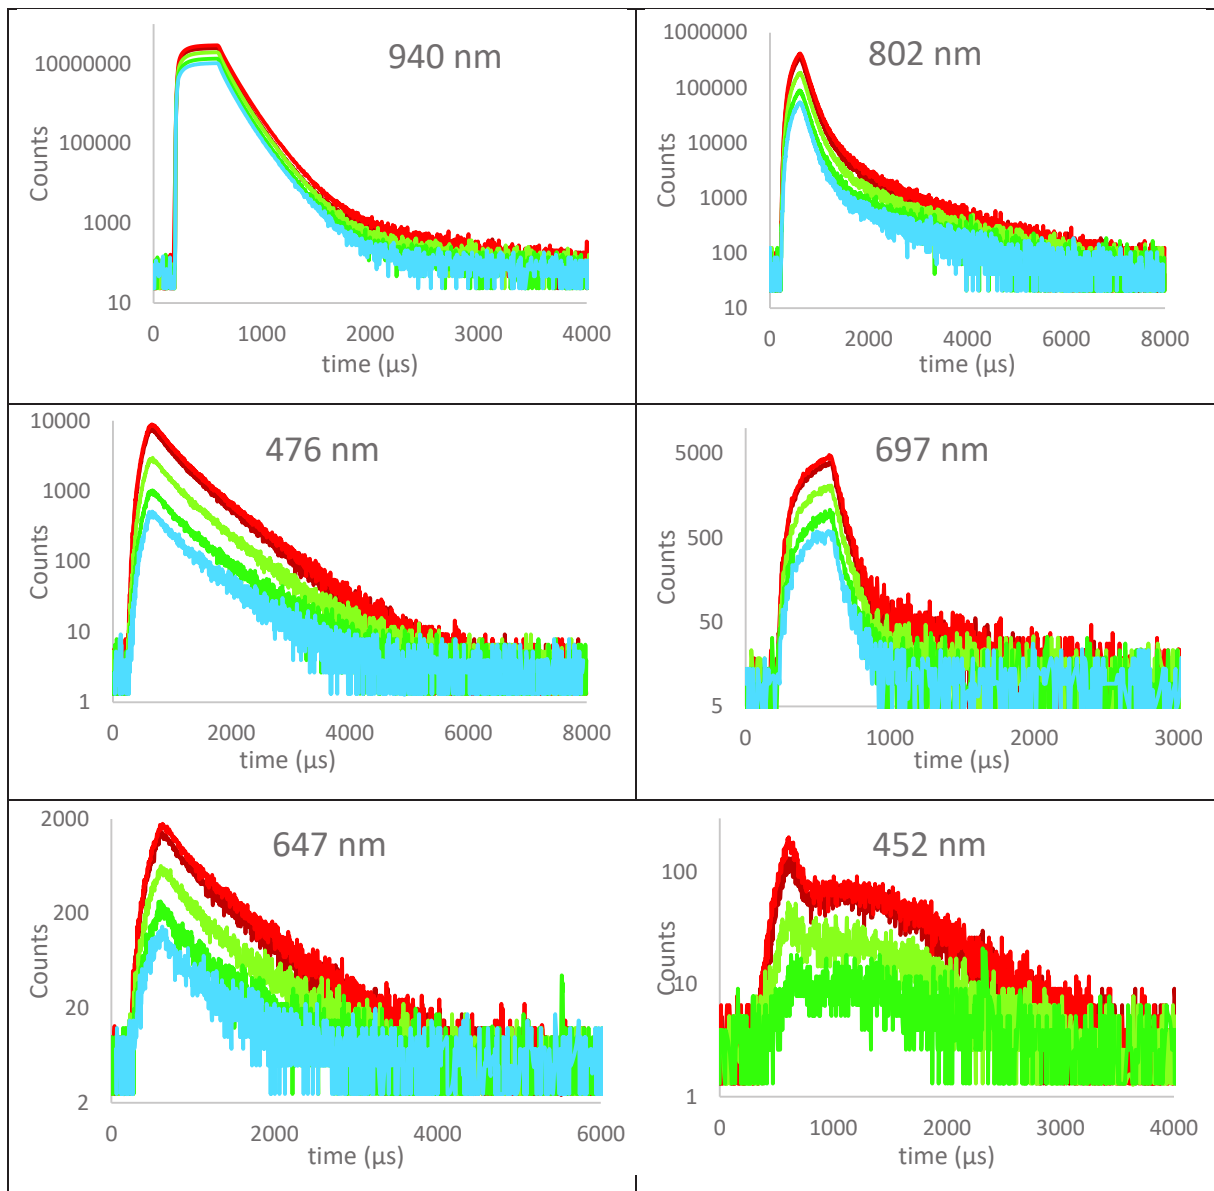 940 nm
10000000
100000
1000
10
Counts
0 1000 2000 3000 4000
time (µs)
802 nm
1000000
100000
10000
1000
100
10
Counts
0 2000 4000 6000 8000
time (µs)
476 nm
10000
1000
100
10
1
Counts
0 2000 4000 6000 8000
time (µs)
697 nm
5000
500
50
5
Counts
0 1000 2000 3000
time (µs)
647 nm
2000
200
20
2
Counts
0 2000 4000 6000
time (µs)
452 nm
100
10
1
Counts
0 1000 2000 3000 4000
time (µs)